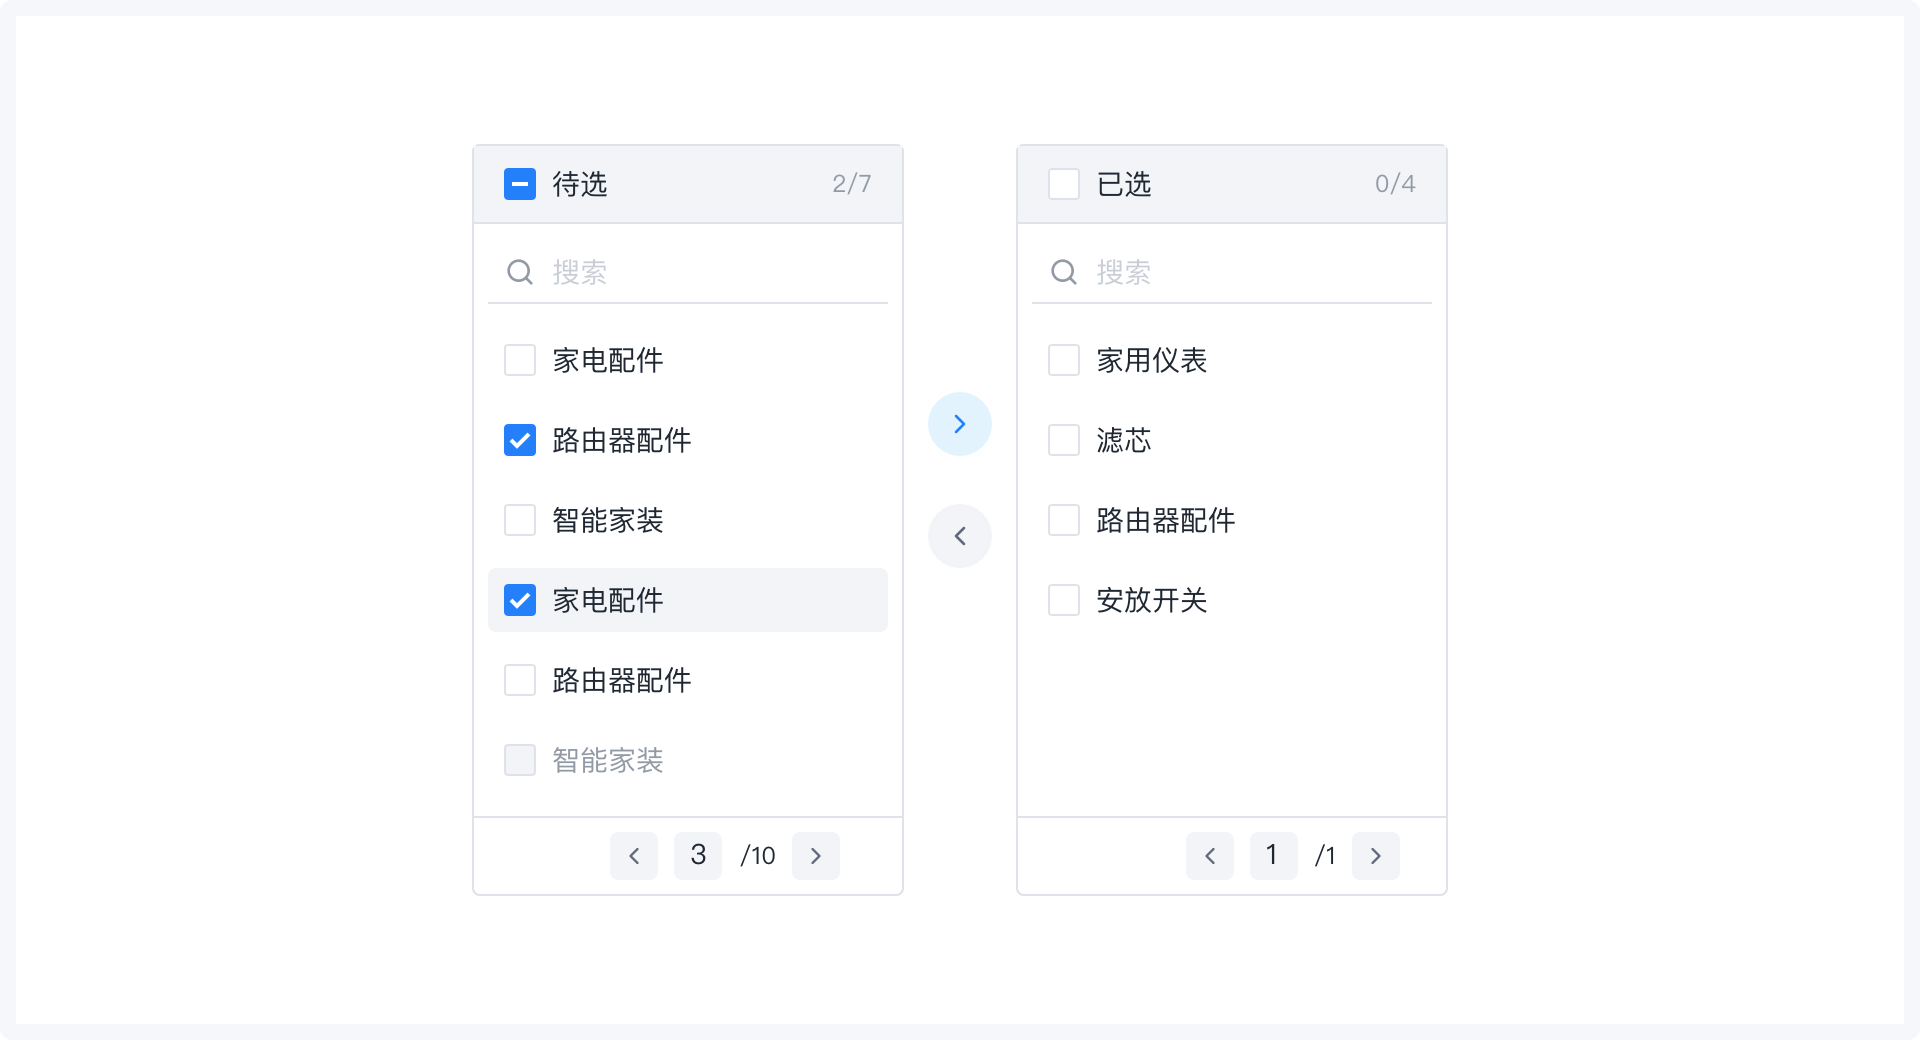 待选 2/7
搜索
家电配件
路由器配件
智能家装
家电配件
路由器配件
智能家装
3 /10
已选 0/4
搜索
家用仪表
滤芯
路由器配件
安放开关
1 /1